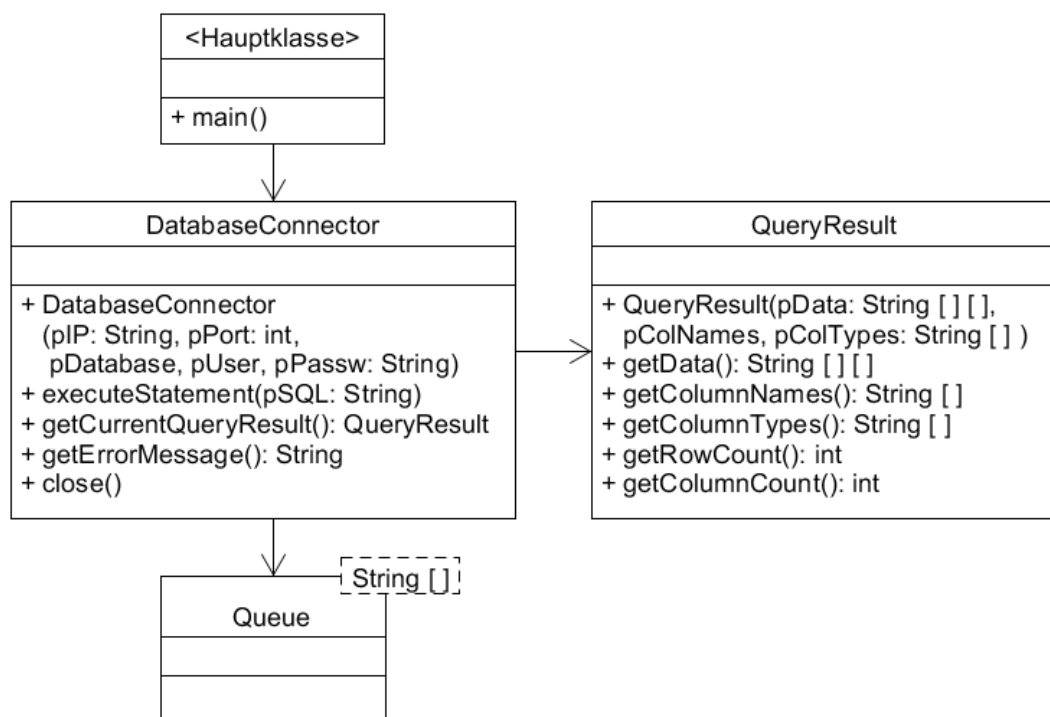 <Hauptklasse>
+ main()
DatabaseConnector
+ DatabaseConnector
(pIP: String, pPort: int,
pDatabase, pUser, pPassw: String)
+ executeStatement(pSQL: String)
+ getCurrentQueryResult(): QueryResult
+ getErrorMessage(): String
+ close()
QueryResult
+ QueryResult(pData: String [ ] [ ],
pColNames, pColTypes: String [ ] )
+ getData(): String [ ] [ ]
+ getColumnNames(): String [ ]
+ getColumnTypes(): String [ ]
+ getRowCount(): int
+ getColumnCount(): int
String [ ]
Queue